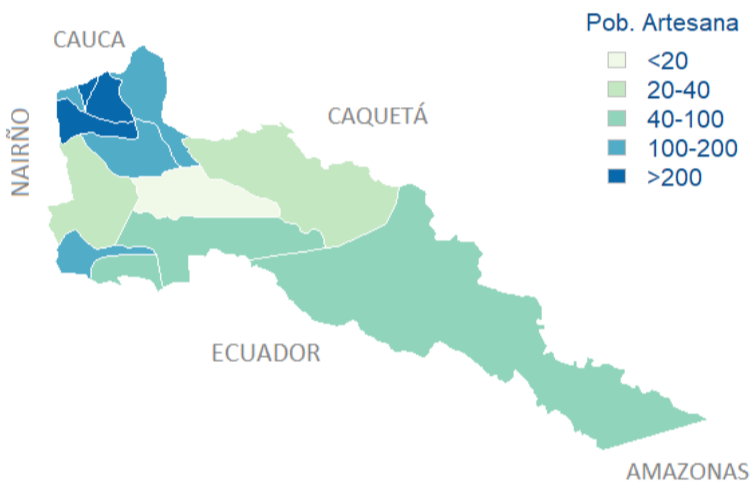 Pob. Artesana
<20
20-40
40-100
100-200
>200
CAUCA
NAIRÑO
CAQUETÁ
ECUADOR
AMAZONAS